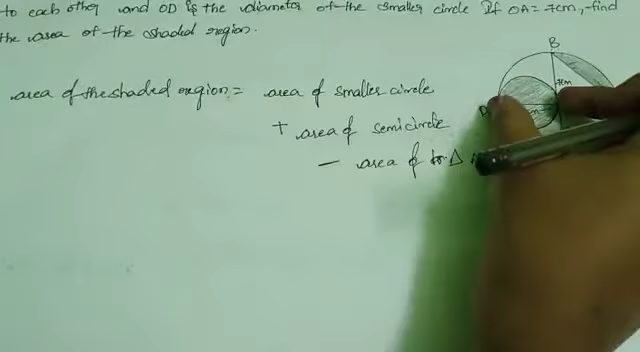 to each other and OD is the diameter of the smaller circle If OA = 7cm, find
the area of the shaded region.
B
area of the shaded region = area of smaller circle
7cm
D
+ area of semicircle
- area of Δ